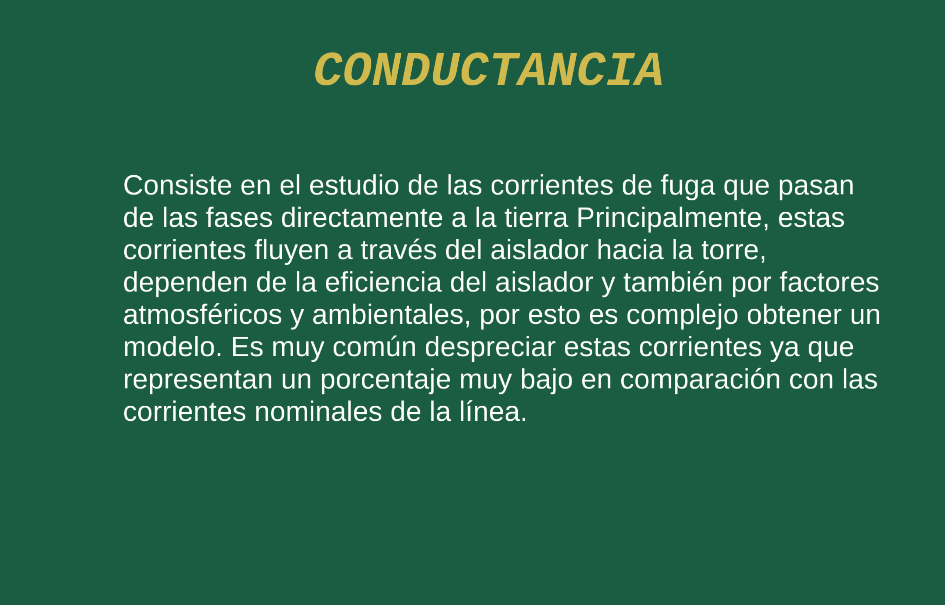 CONDUCTANCIA
Consiste en el estudio de las corrientes de fuga que pasan
de las fases directamente a la tierra Principalmente, estas
corrientes fluyen a través del aislador hacia la torre,
dependen de la eficiencia del aislador y también por factores
atmosféricos y ambientales, por esto es complejo obtener un
modelo. Es muy común despreciar estas corrientes ya que
representan un porcentaje muy bajo en comparación con las
corrientes nominales de la línea.